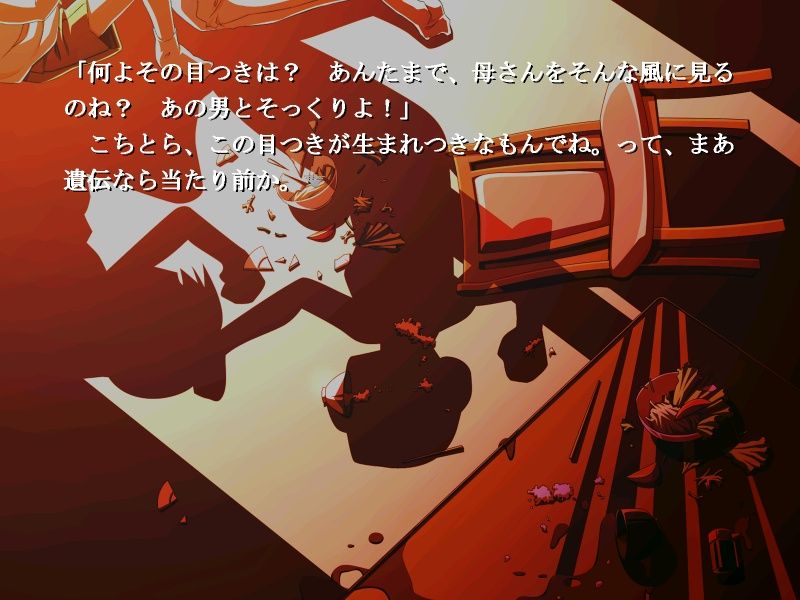 「何よその目つきは？　あんたまで、母さんをそんな風に見る
のね？　あの男とそっくりよ！」
　こちとら、この目つきが生まれつきなもんでね。って、まあ
遺伝なら当たり前か。